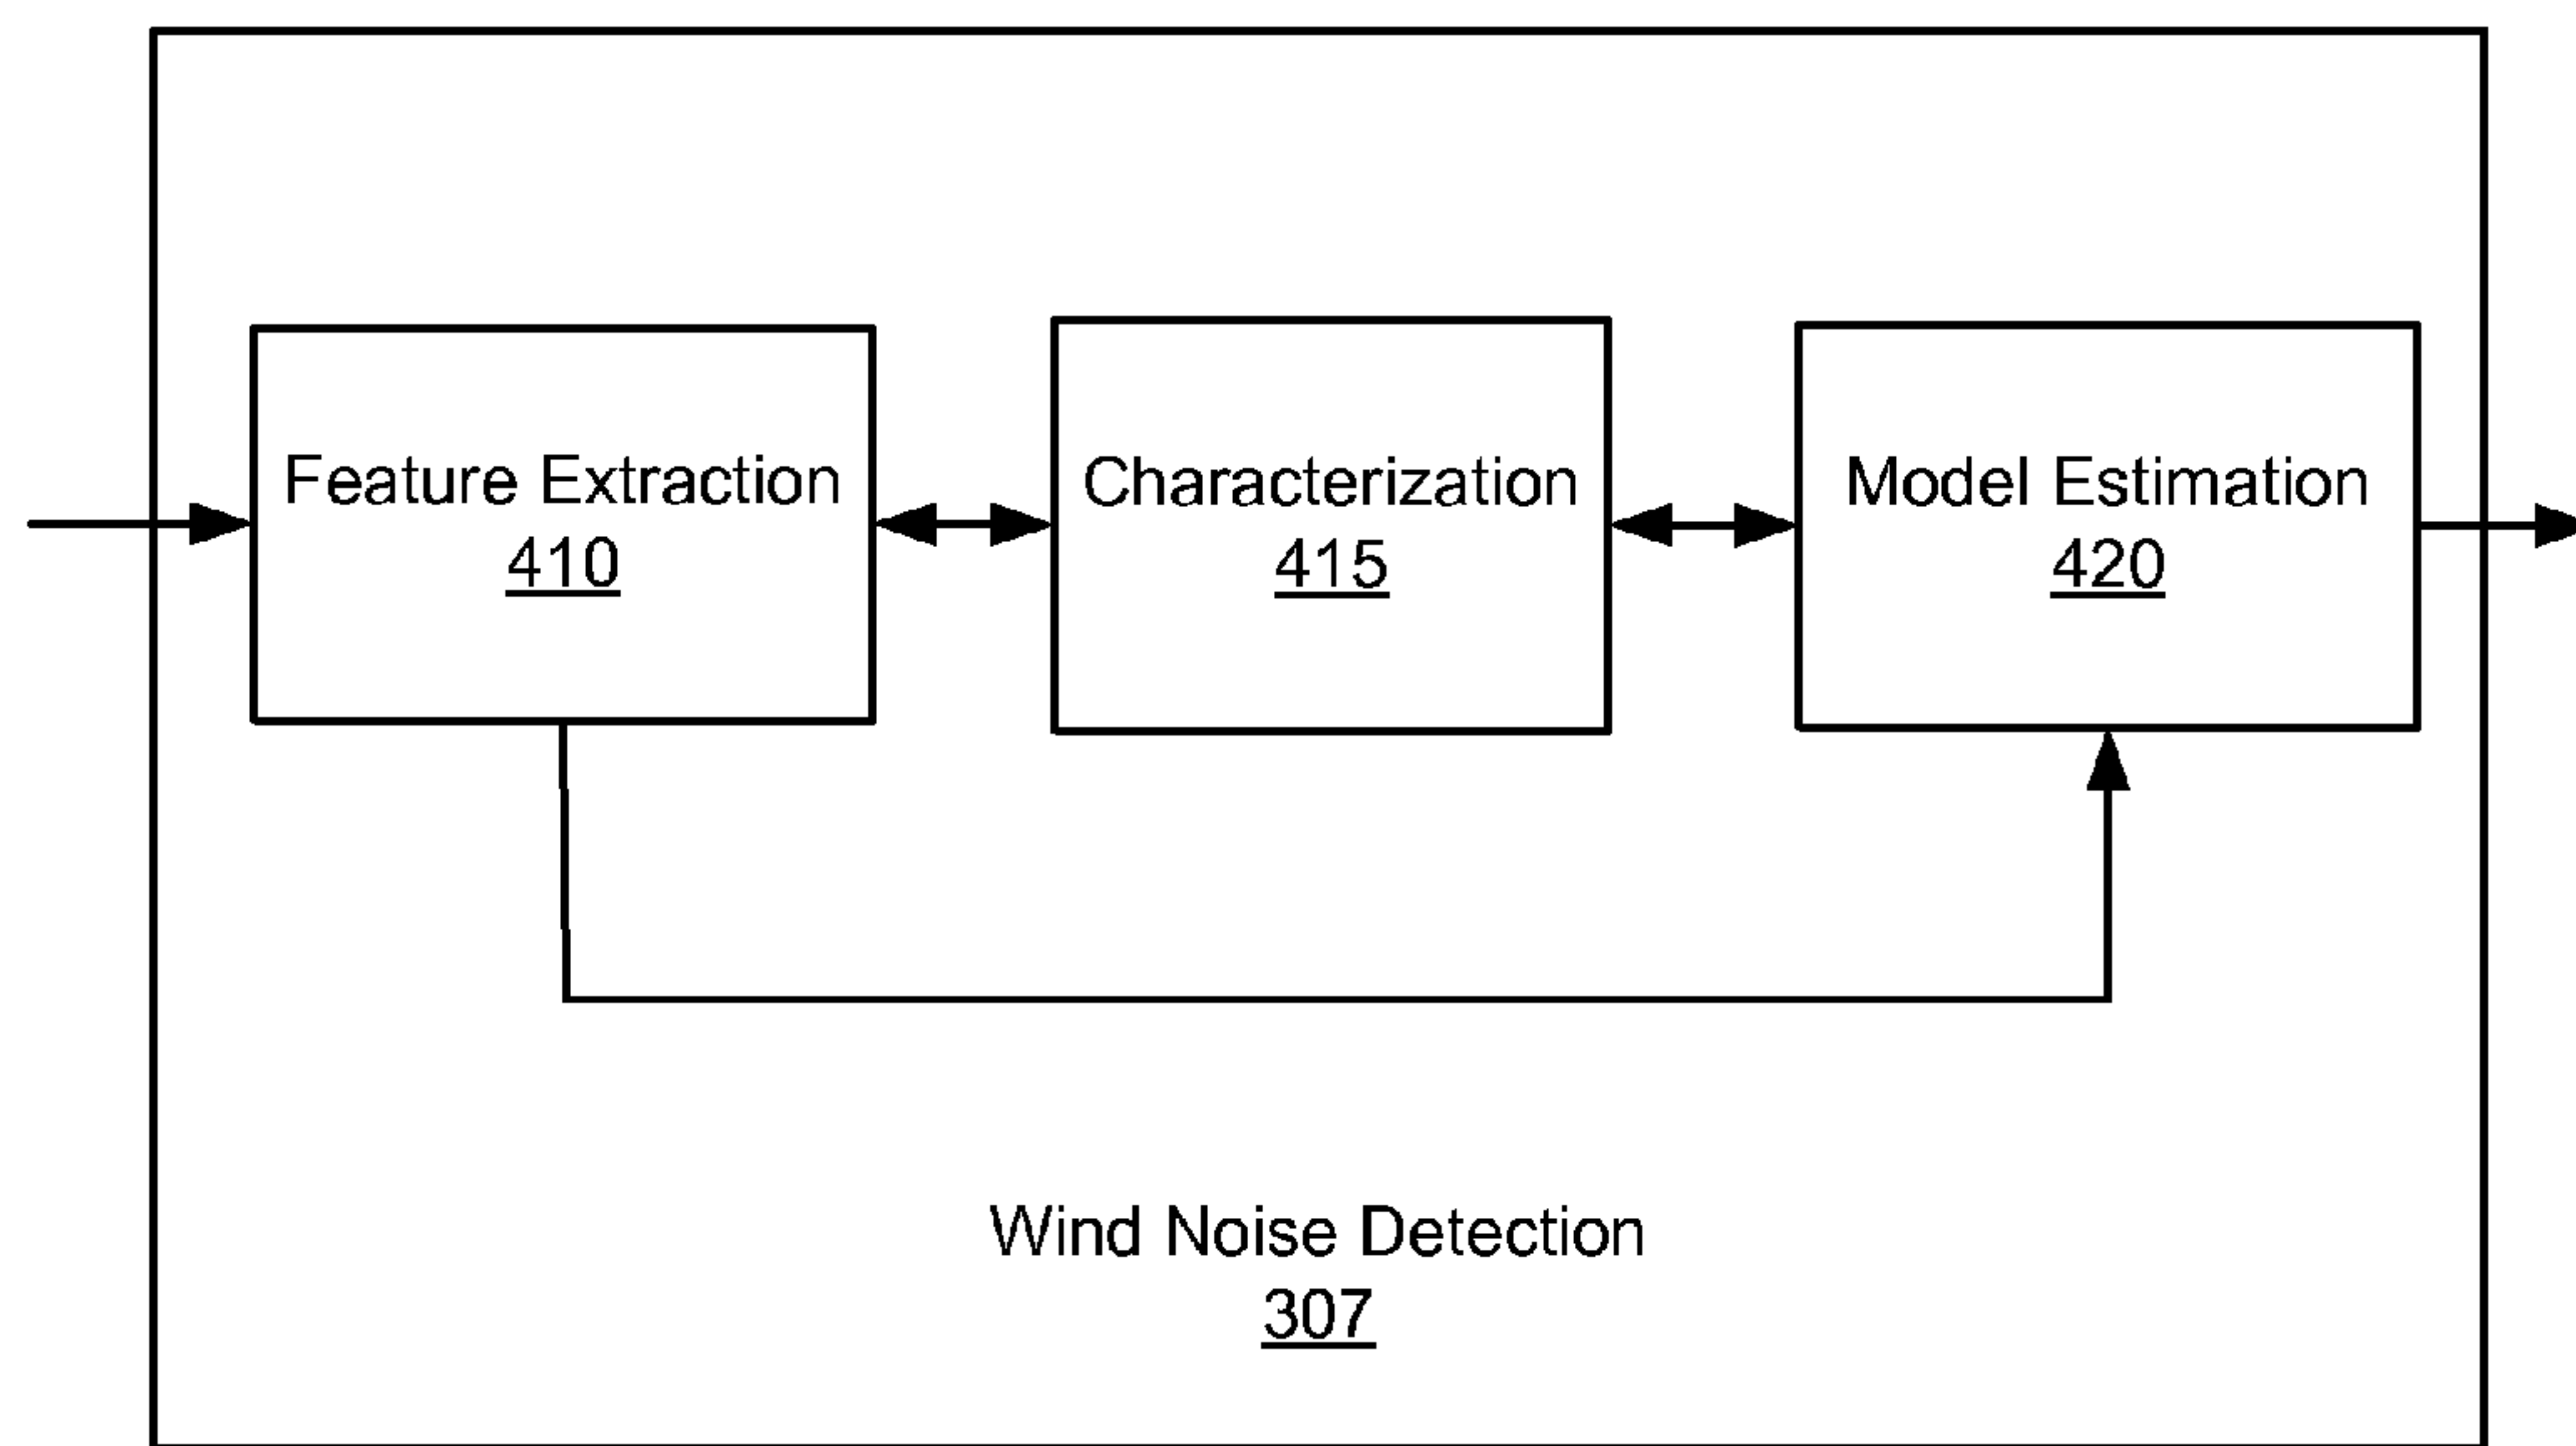 Feature Extraction
410
Characterization
415
Model Estimation
420
Wind Noise Detection
307